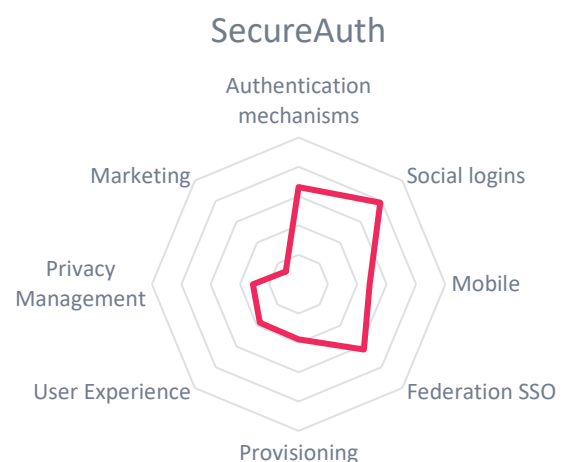 SecureAuth
Authentication
mechanisms
Marketing
Social logins
Privacy
Management
Mobile
User Experience
Federation SSO
Provisioning